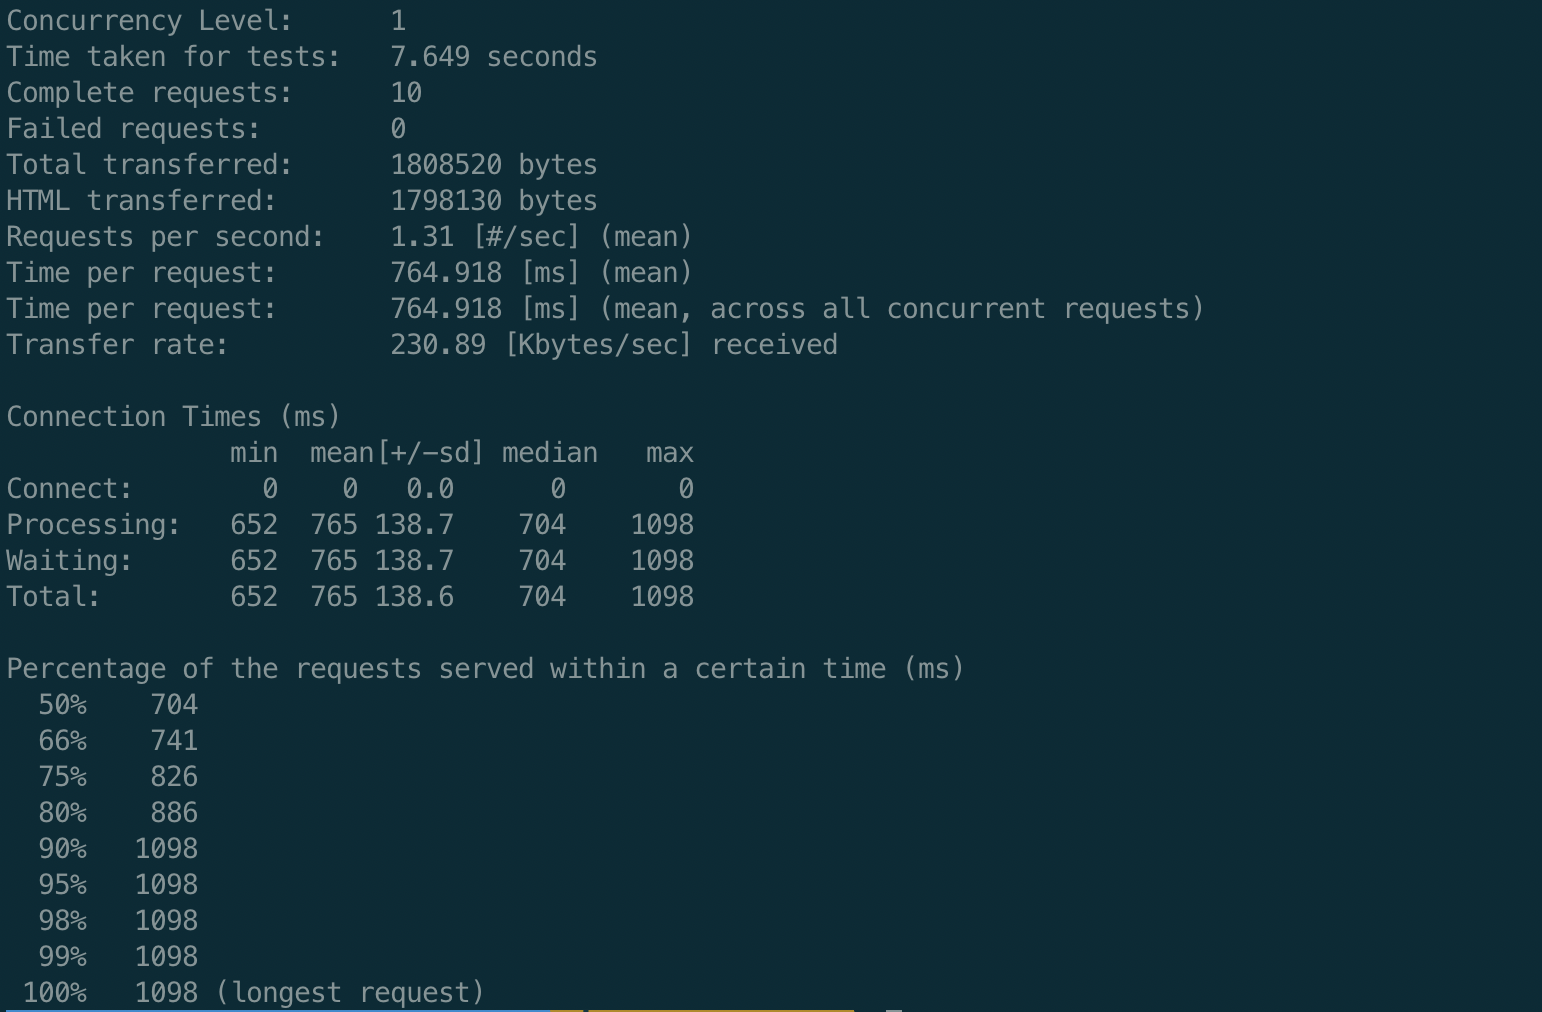 Concurrency Level:      1
Time taken for tests:   7.649 seconds
Complete requests:      10
Failed requests:        0
Total transferred:      1808520 bytes
HTML transferred:       1798130 bytes
Requests per second:    1.31 [#/sec] (mean)
Time per request:       764.918 [ms] (mean)
Time per request:       764.918 [ms] (mean, across all concurrent requests)
Transfer rate:          230.89 [Kbytes/sec] received

Connection Times (ms)
              min  mean[+/-sd] median   max
Connect:        0    0   0.0      0       0
Processing:   652  765 138.7    704    1098
Waiting:      652  765 138.7    704    1098
Total:        652  765 138.6    704    1098

Percentage of the requests served within a certain time (ms)
  50%    704
  66%    741
  75%    826
  80%    886
  90%   1098
  95%   1098
  98%   1098
  99%   1098
 100%   1098 (longest request)